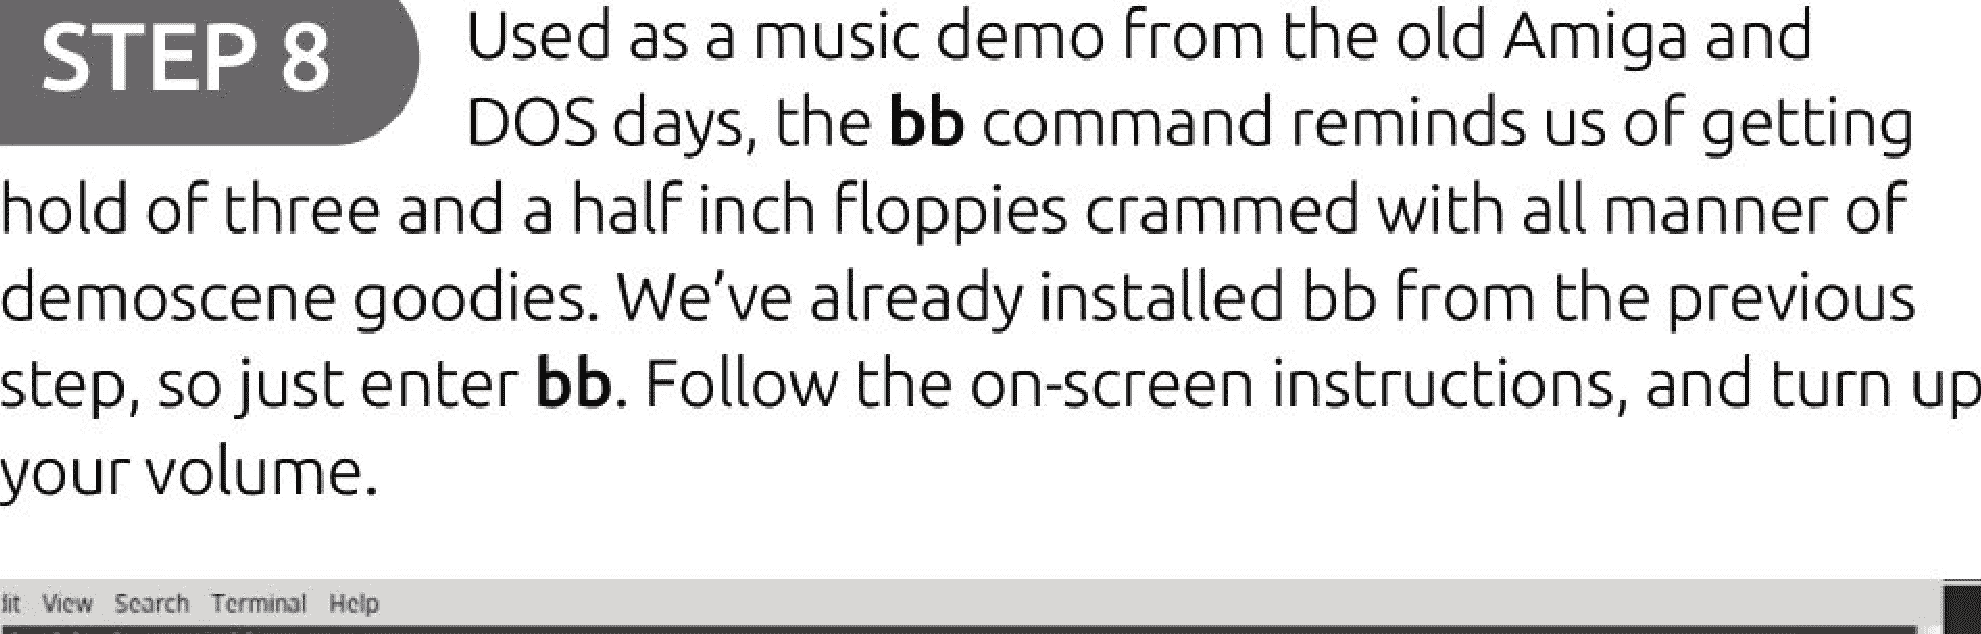 STEP 8
Used as a music demo from the old Amiga and
DOS days, the bb command reminds us of getting
hold of three and a half inch floppies crammed with all manner of
demoscene goodies. We've already installed bb from the previous
step, so just enter bb. Follow the on-screen instructions, and turn up
your volume.
View Search Terminal Help